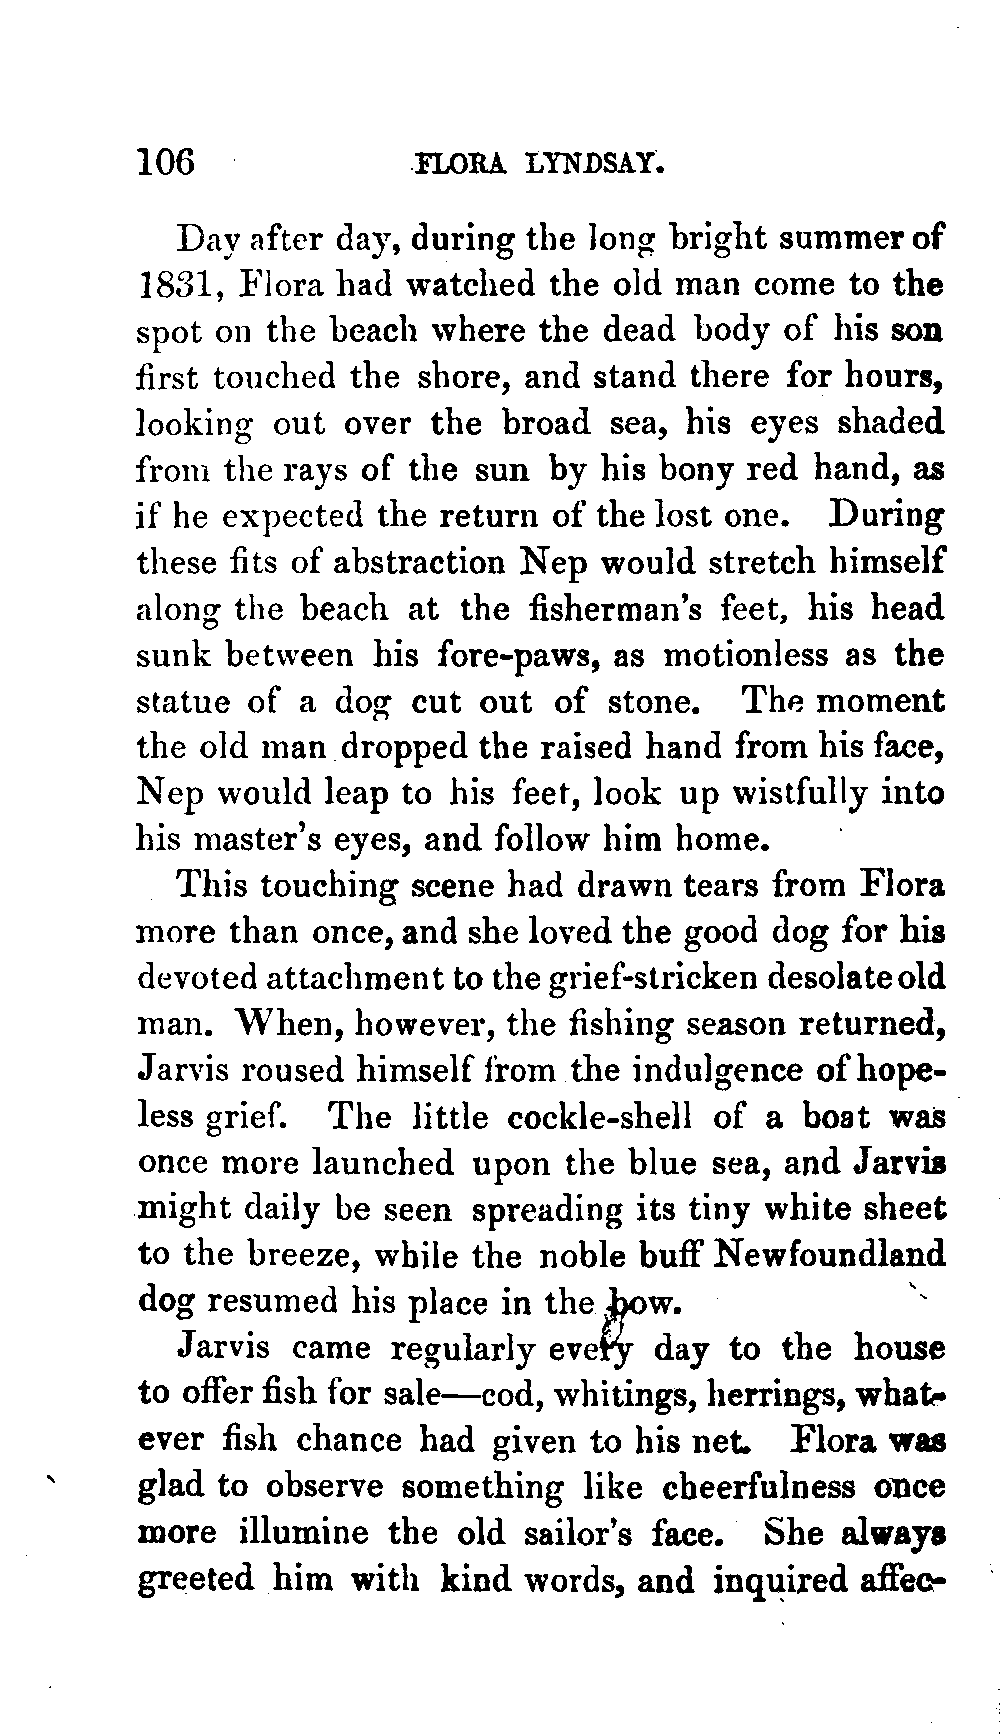 106 FLORA LYNDSAY.
Day after day, during the long bright summer of
1831, Flora had watched the old man come to the
spot on the beach where the dead body of his son
first touched the shore, and stand there for hours,
looking out over the broad sea, his eyes shaded
from the rays of the sun by his bony red hand, as
if he expected the return of the lost one. During
these fits of abstraction Nep would stretch himself
along the beach at the fisherman's feet, his head
sunk between his fore-paws, as motionless as the
statue of a dog cut out of stone. The moment
the old man dropped the raised hand from his face,
Nep would leap to his feet, look up wistfully into
his master's eyes, and follow him home.
This touching scene had drawn tears from Flora
more than once, and she loved the good dog for his
devoted attachment to the grief-stricken desolate old
man. When, however, the fishing season returned,
Jarvis roused himself from the indulgence of hope-
less grief. The little cockle-shell of a boat was
once more launched upon the blue sea, and Jarvis
might daily be seen spreading its tiny white sheet
to the breeze, while the noble buff Newfoundland
dog resumed his place in the bow.
Jarvis came regularly every day to the house
to offer fish for sale—cod, whitings, herrings, what-
ever fish chance had given to his net. Flora was
glad to observe something like cheerfulness once
more illumine the old sailor's face. She always
greeted him with kind words, and inquired affec-